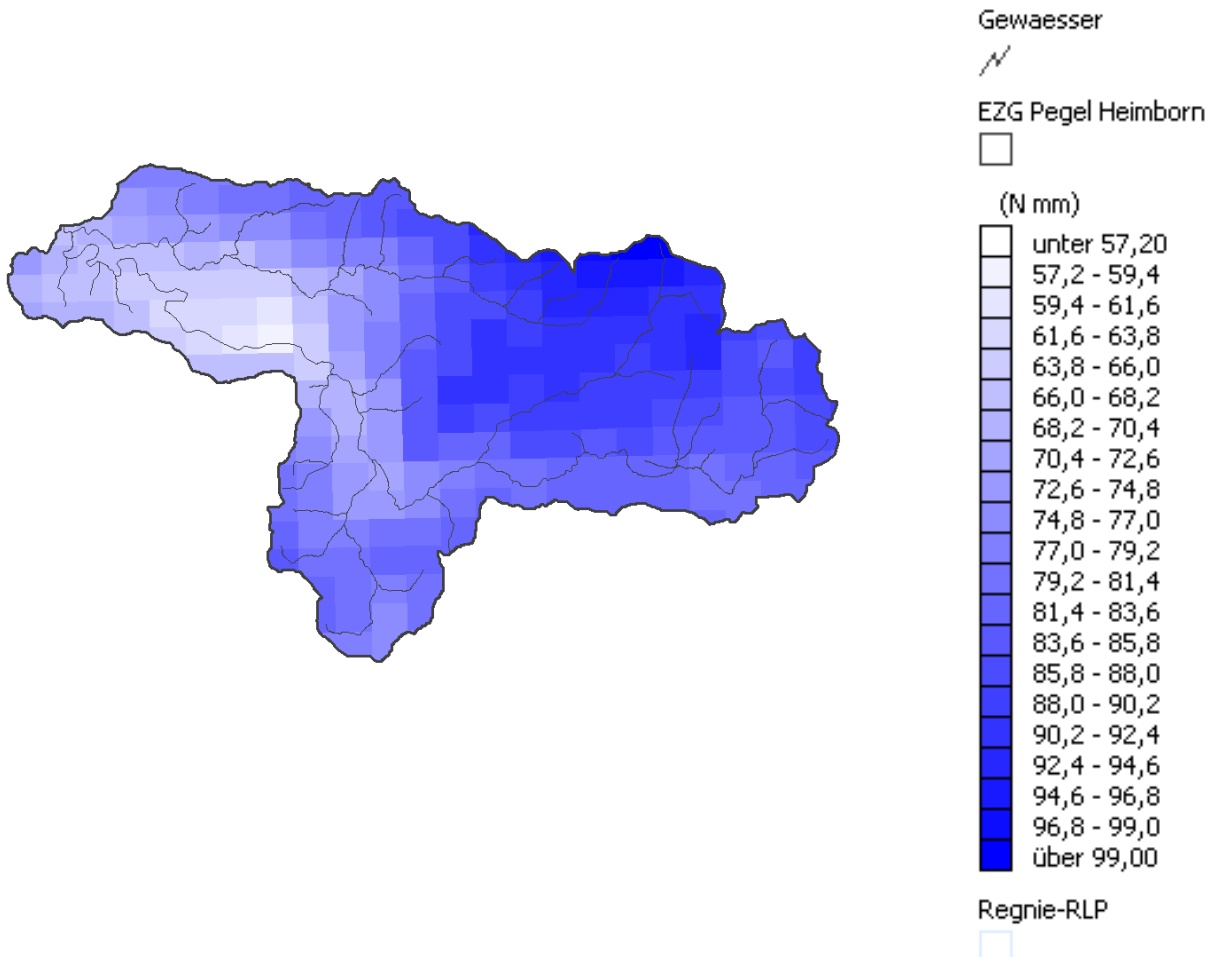 Gewaesser
EZG Pegel Heimborn
(N mm)
unter 57,20
57,2 - 59,4
59,4 - 61,6
61,6 - 63,8
63,8 - 66,0
66,0 - 68,2
68,2 - 70,4
70,4 - 72,6
72,6 - 74,8
74,8 - 77,0
77,0 - 79,2
79,2 - 81,4
81,4 - 83,6
83,6 - 85,8
85,8 - 88,0
88,0 - 90,2
90,2 - 92,4
92,4 - 94,6
94,6 - 96,8
96,8 - 99,0
über 99,00
Regnie-RLP